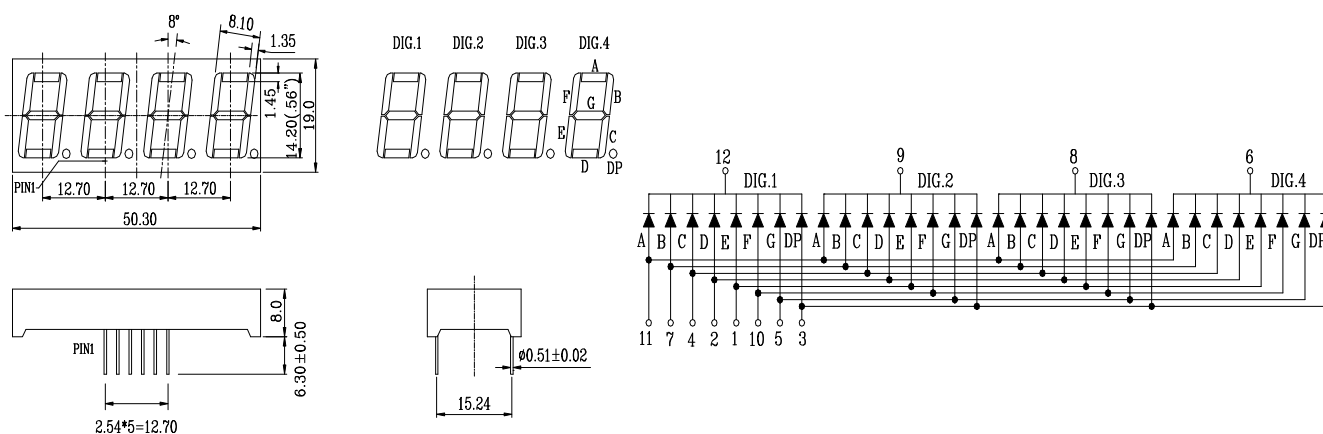 8°
8.10
1.35
1.45
14.20(.56")
19.0
PIN1
12.70 12.70 12.70
50.30
DIG.1 DIG.2 DIG.3 DIG.4
A
F B
G
E C
D DP
12 9 8 6
DIG.1 DIG.2 DIG.3 DIG.4
A B C D E F G DP A B C D E F G DP A B C D E F G DP A B C D E F G DP
11 7 4 2 1 10 5 3
8.0
PIN1
6.30±0.50
2.54*5=12.70
ø0.51±0.02
15.24